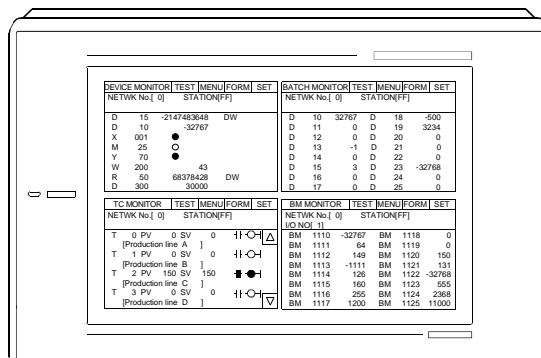 DEVICE MONITOR TEST MENU FORM SET
NETWK No.[ 0] STATION[FF]
D 15 -2147483648 DW
D 10 -32767
X 001
M 25
Y 70
W 200 43
R 50 68378428 DW
D 300 30000
BATCH MONITOR TEST MENU FORM SET
NETWK No.[ 0] STATION[FF]
D 10 32767 D 18 -500
D 11 0 D 19 3234
D 12 0 D 20 0
D 13 -1 D 21 0
D 14 0 D 22 0
D 15 3 D 23 -32768
D 16 0 D 24 0
D 17 0 D 25 0
TC MONITOR TEST MENU FORM SET
NETWK No.[ 0] STATION[FF]
T 0 PV 0 SV 0
[Production line A ]
T 1 PV 0 SV 0
[Production line B ]
T 2 PV 150 SV 150
[Production line C ]
T 3 PV 0 SV 0
[Production line D ]
BM MONITOR TEST MENU FORM SET
NETWK No.[ 0] STATION[FF]
I/O NO[ 1]
BM 1110 -32767 BM 1118 0
BM 1111 64 BM 1119 0
BM 1112 149 BM 1120 150
BM 1113 -1111 BM 1121 131
BM 1114 126 BM 1122 -32768
BM 1115 160 BM 1123 555
BM 1116 255 BM 1124 2368
BM 1117 1200 BM 1125 11000